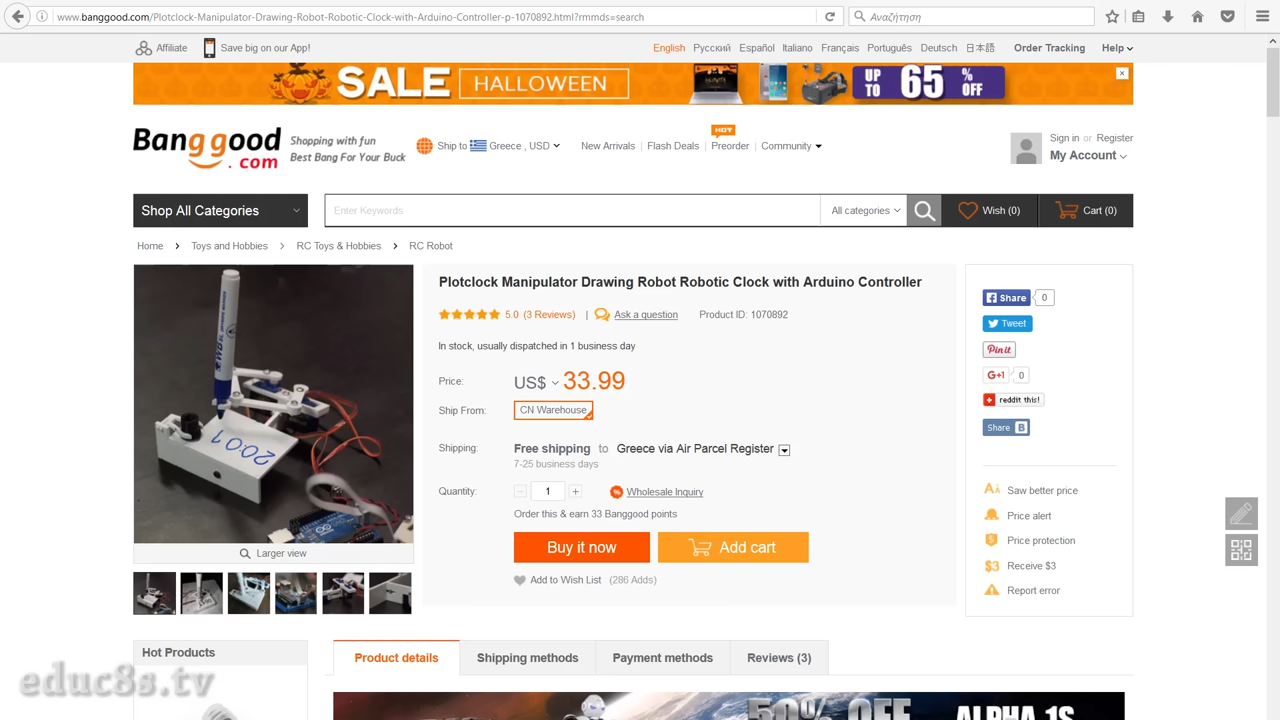 www.banggood.com/Plotclock-Manipulator-Drawing-Robot-Robotic-Clock-with-Arduino-Controller-p-1070892.html?rmmds=search
Αναζήτηση
Affiliate
Save big on our App!
English Русский Español Italiano Français Português Deutsch 日本語 Order Tracking Help
SALE HALLOWEEN UP TO 65 % OFF
Banggood.com
Shopping with fun
Best Bang For Your Buck
Ship to Greece , USD
New Arrivals Flash Deals HOT Preorder Community
Sign in or Register
My Account
Shop All Categories
Enter Keywords
All categories
Wish (0)
Cart (0)
Home > Toys and Hobbies > RC Toys & Hobbies > RC Robot
Plotclock Manipulator Drawing Robot Robotic Clock with Arduino Controller
5.0 (3 Reviews) | Ask a question Product ID: 1070892
In stock, usually dispatched in 1 business day
Price: US$ 33.99
Ship From: CN Warehouse
Shipping: Free shipping to Greece via Air Parcel Register
7-25 business days
Quantity: 1 Wholesale Inquiry
Order this & earn 33 Banggood points
Buy it now
Add cart
Add to Wish List (286 Adds)
20:01
Larger view
Share 0
Tweet
Pin it
G+1 0
reddit this!
Share B
Saw better price
Price alert
Price protection
$3 Receive $3
Report error
Hot Products
Product details
Shipping methods
Payment methods
Reviews (3)
50% OFF
ALPHA 1S
educ8s.tv